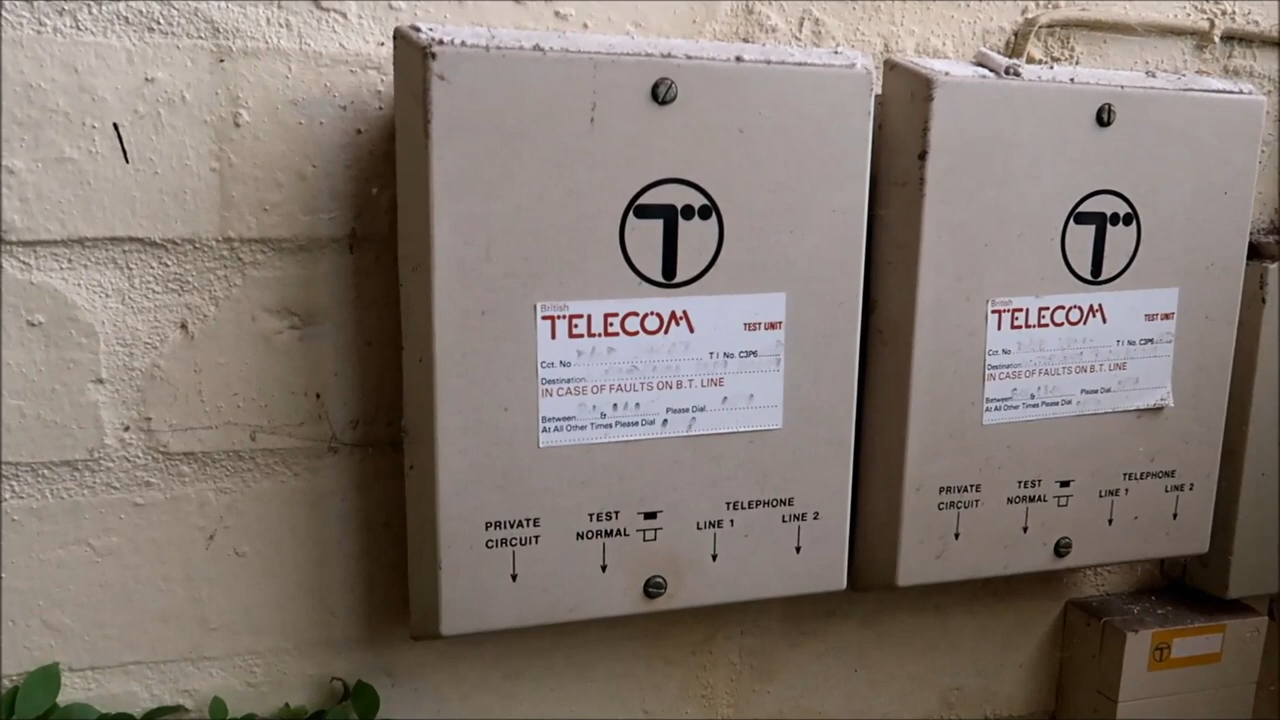 British
TELECOM
TEST UNIT
Cct. No
T I No. C3P6
Destination
IN CASE OF FAULTS ON B.T. LINE
Between & Please Dial
At All Other Times Please Dial
PRIVATE
CIRCUIT
TEST
NORMAL
TELEPHONE
LINE 1 LINE 2
British
TELECOM
TEST UNIT
Cct. No
T I No. C3P6
Destination
IN CASE OF FAULTS ON B.T. LINE
Between & Please Dial
At All Other Times Please Dial
PRIVATE
CIRCUIT
TEST
NORMAL
TELEPHONE
LINE 1 LINE 2